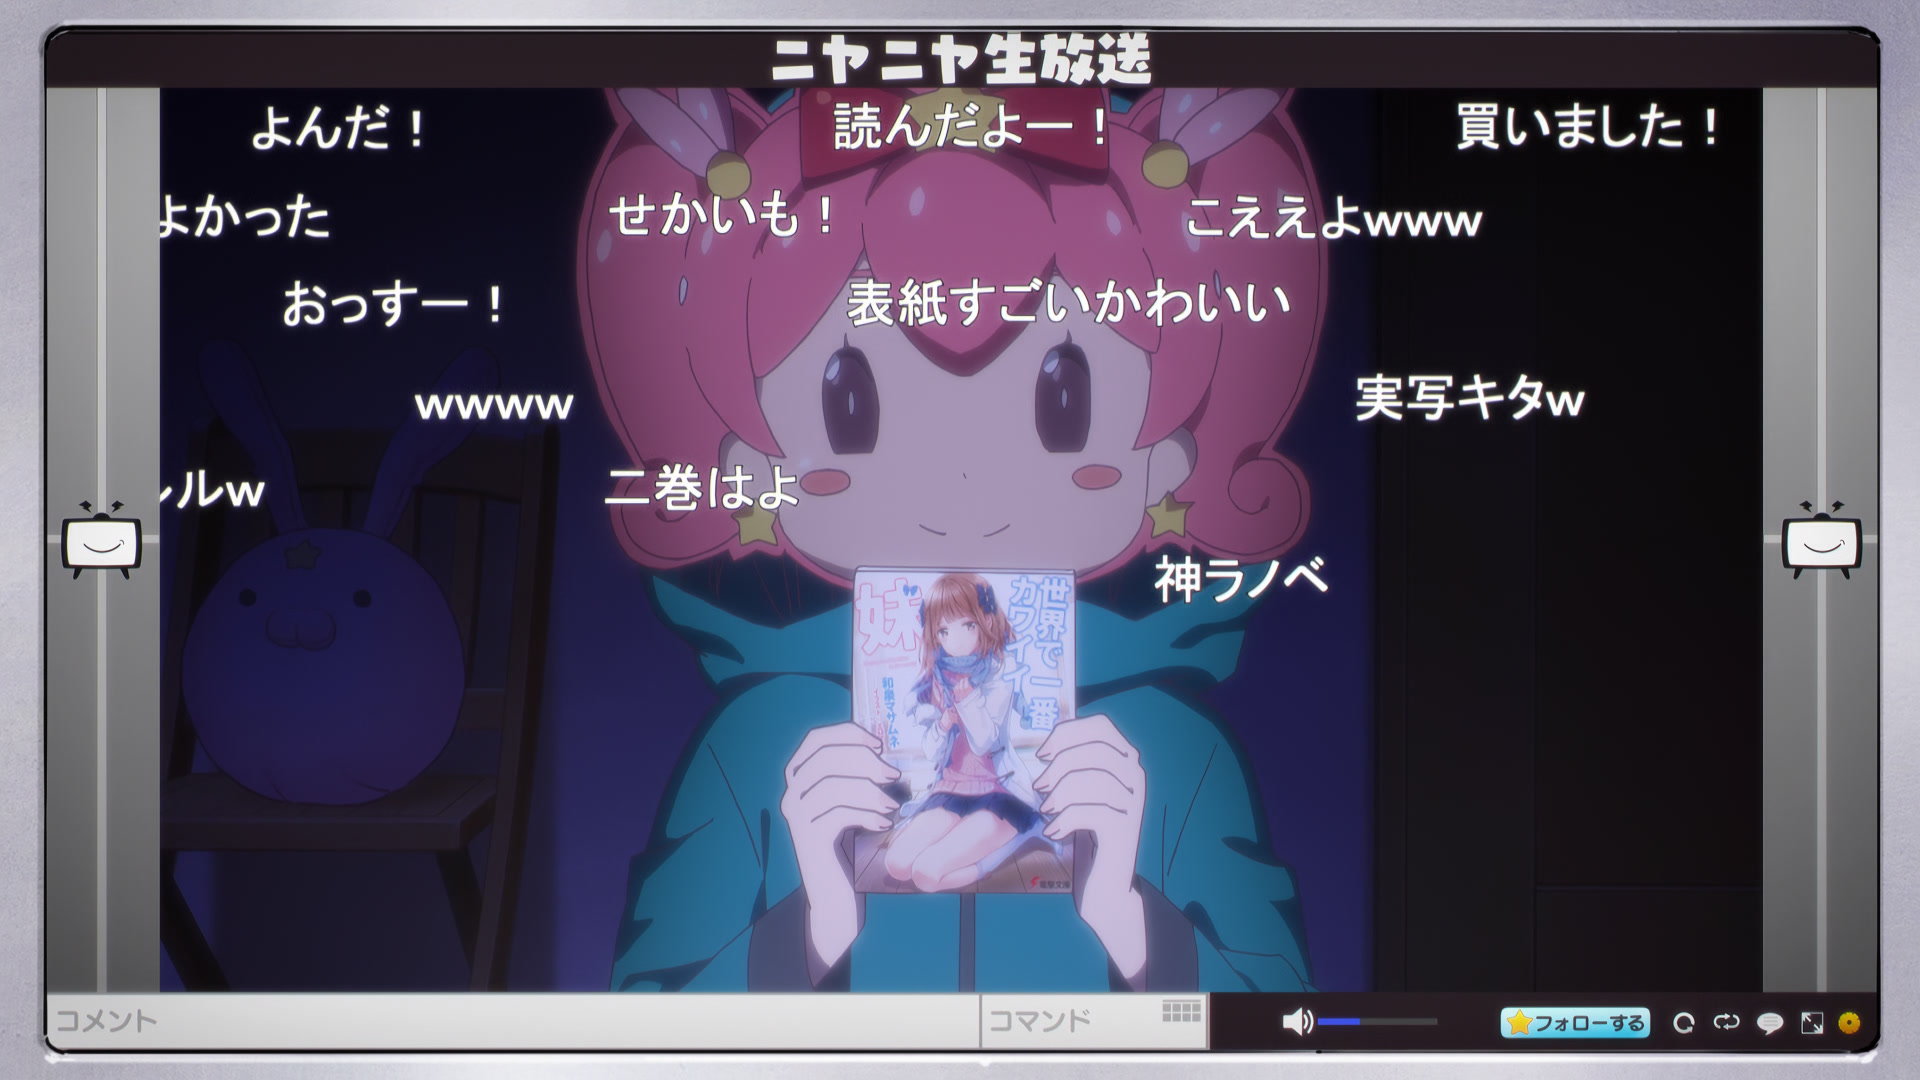 ニヤニヤ生放送
よんだ！
読んだよー！
買いました！
よかった
せかいも！
こええよwww
おっすー！
表紙すごいかわいい
wwww
実写キタw
ルw
二巻はよ
神ラノベ
世界で一番
カワイイ
妹
和泉マサムネ
電撃文庫
コメント
コマンド
フォローする